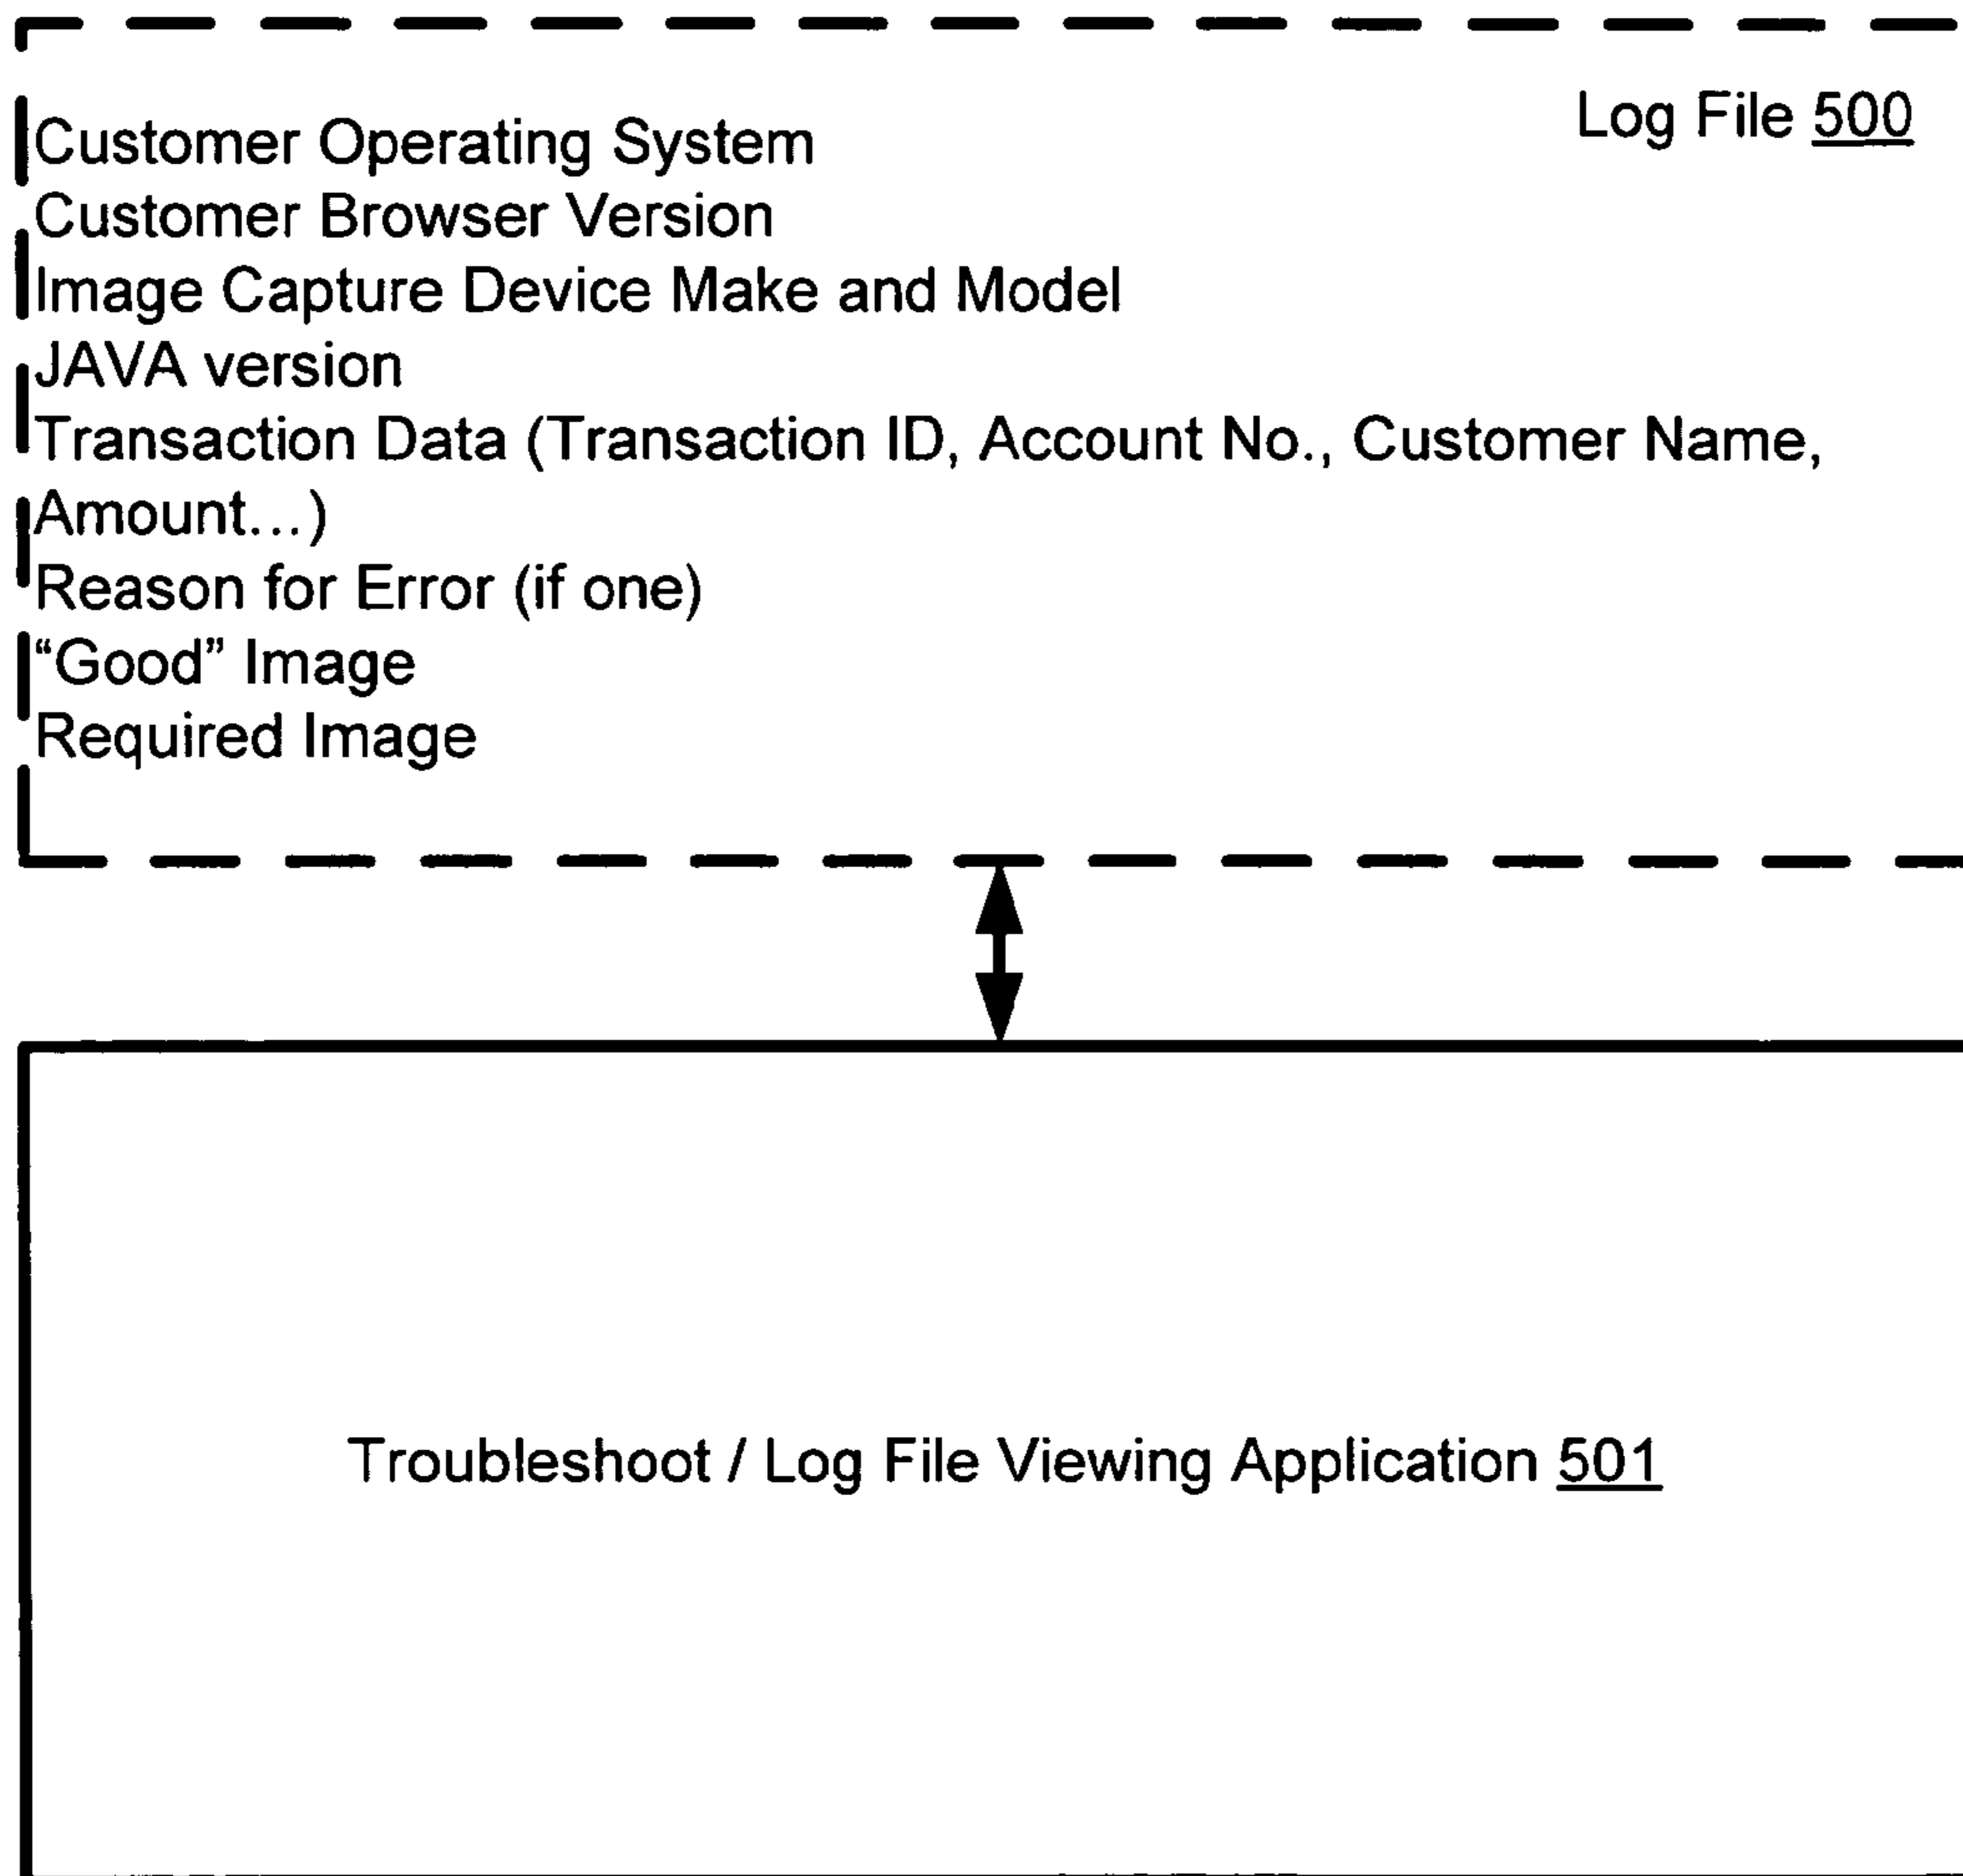 Log File 500
Customer Operating System
Customer Browser Version
Image Capture Device Make and Model
JAVA version
Transaction Data (Transaction ID, Account No., Customer Name,
Amount...)
Reason for Error (if one)
“Good” Image
Required Image
Troubleshoot / Log File Viewing Application 501